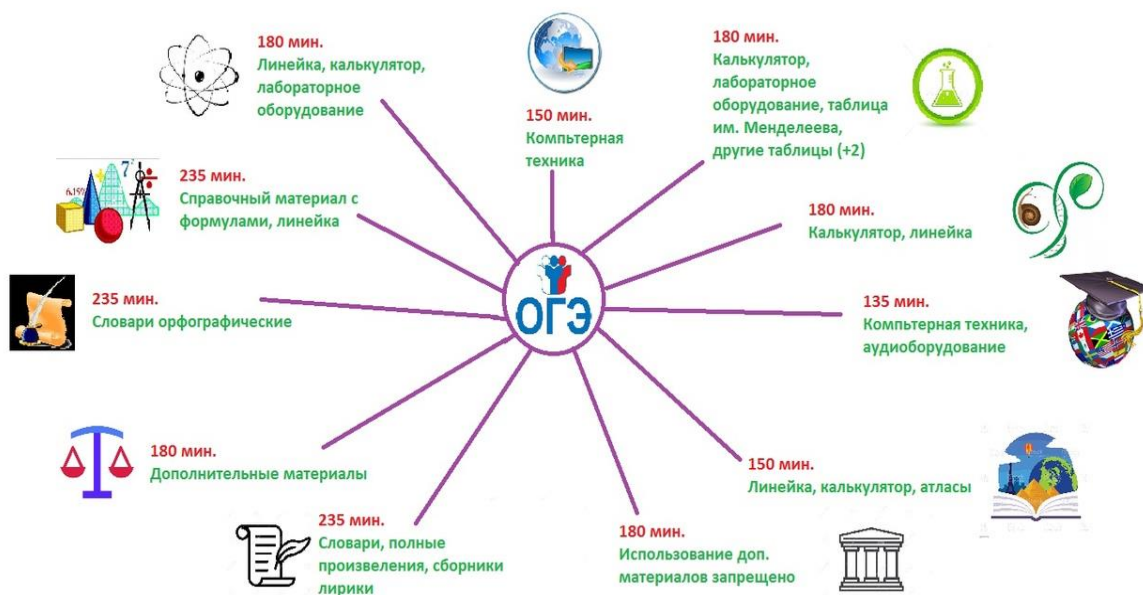 180 мин.
Линейка, калькулятор,
лабораторное
оборудование
150 мин.
Компьтерная
техника
180 мин.
Калькулятор,
лабораторное
оборудование, таблица
им. Менделеева,
другие таблицы (+2)
235 мин.
Справочный материал с
формулами, линейка
180 мин.
Калькулятор, линейка
235 мин.
Словари орфографические
ОГЭ
135 мин.
Компьтерная техника,
аудиоборудование
180 мин.
Дополнительные материалы
150 мин.
Линейка, калькулятор, атласы
235 мин.
Словари, полные
произвеления, сборники
лирики
180 мин.
Использование доп.
материалов запрещено